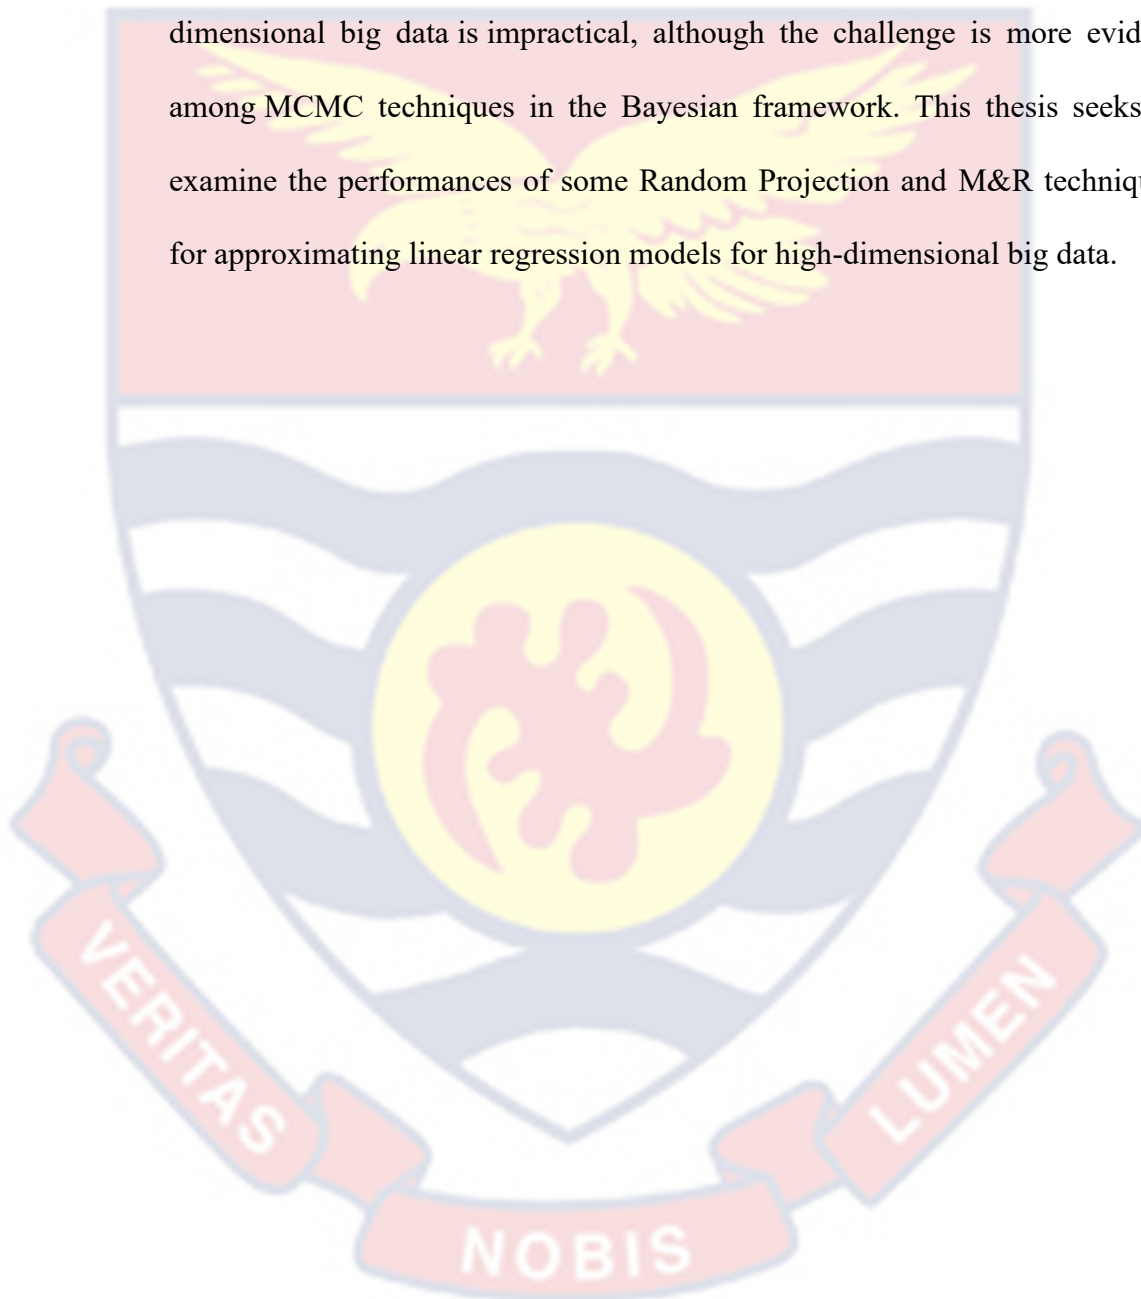 dimensional big data is impractical, although the challenge is more evid
among MCMC techniques in the Bayesian framework. This thesis seeks
examine the performances of some Random Projection and M&R techniqu
for approximating linear regression models for high-dimensional big data.
VERITAS
NOBIS
LUMEN